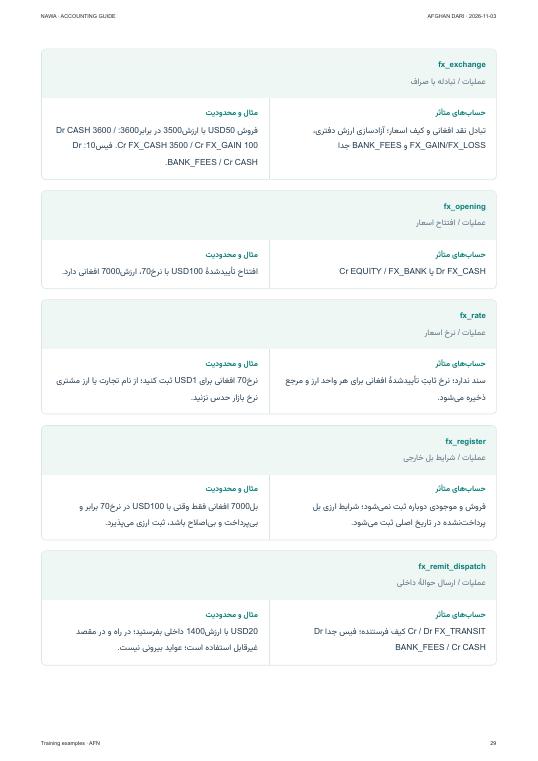 NAWA · ACCOUNTING GUIDE
AFGHAN DARI · 2026-11-03
fx_exchange
عملیات / تبادله با صراف
حساب‌های متأثر
تبادل نقد افغانی و کیف اسعار؛ آزادسازی ارزش دفتری،
FX_GAIN/FX_LOSS و BANK_FEES جدا
مثال و محدودیت
فروش USD50 با ارزش3500 در برابر3600: Dr CASH 3600 /
Cr FX_CASH 3500 / Cr FX_GAIN 100. فیس10: Dr
BANK_FEES / Cr CASH.
fx_opening
عملیات / افتتاح اسعار
حساب‌های متأثر
Dr FX_CASH یا Cr EQUITY / FX_BANK
مثال و محدودیت
افتتاح تأییدشدهٔ USD100 با نرخ70، ارزش7000 افغانی دارد.
fx_rate
عملیات / نرخ اسعار
حساب‌های متأثر
سند ندارد؛ نرخ ثابتِ تأییدشدهٔ افغانی برای هر واحد ارز و مرجع
ذخیره می‌شود.
مثال و محدودیت
نرخ70 افغانی برای USD1 ثبت کنید؛ از نام تجارت یا ارز مشتری
نرخ بازار حدس نزنید.
fx_register
عملیات / شرایط بل خارجی
حساب‌های متأثر
فروش و موجودی دوباره ثبت نمی‌شود؛ شرایط ارزی بل
پرداخت‌نشده در تاریخ اصلی ثبت می‌شود.
مثال و محدودیت
بل7000 افغانی فقط وقتی با USD100 در نرخ70 برابر و
بی‌پرداخت و بی‌اصلاح باشد، ثبت ارزی می‌پذیرد.
fx_remit_dispatch
عملیات / ارسال حوالهٔ داخلی
حساب‌های متأثر
Cr / Dr FX_TRANSIT کیف فرستنده؛ فیس جدا Dr
BANK_FEES / Cr CASH
مثال و محدودیت
USD20 با ارزش1400 داخلی بفرستید؛ در راه و در مقصد
غیرقابل استفاده است؛ عواید بیرونی نیست.
Training examples · AFN
29